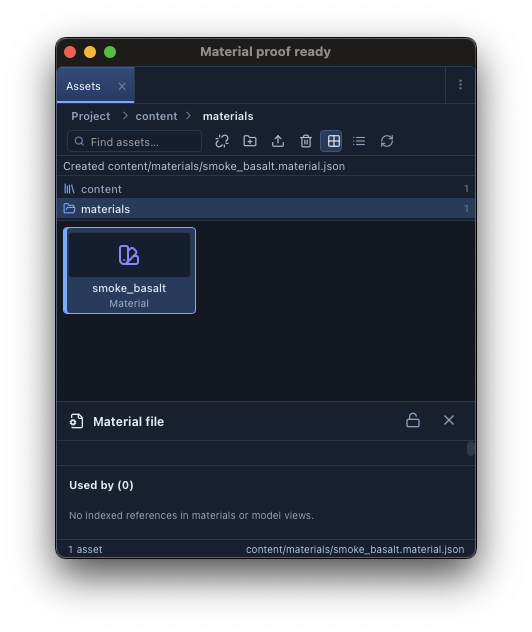 Material proof ready
Assets
Project content materials
Find assets...
Created content/materials/smoke_basalt.material.json
content 1
materials 1
smoke_basalt
Material
Material file
Used by (0)
No indexed references in materials or model views.
1 asset content/materials/smoke_basalt.material.json